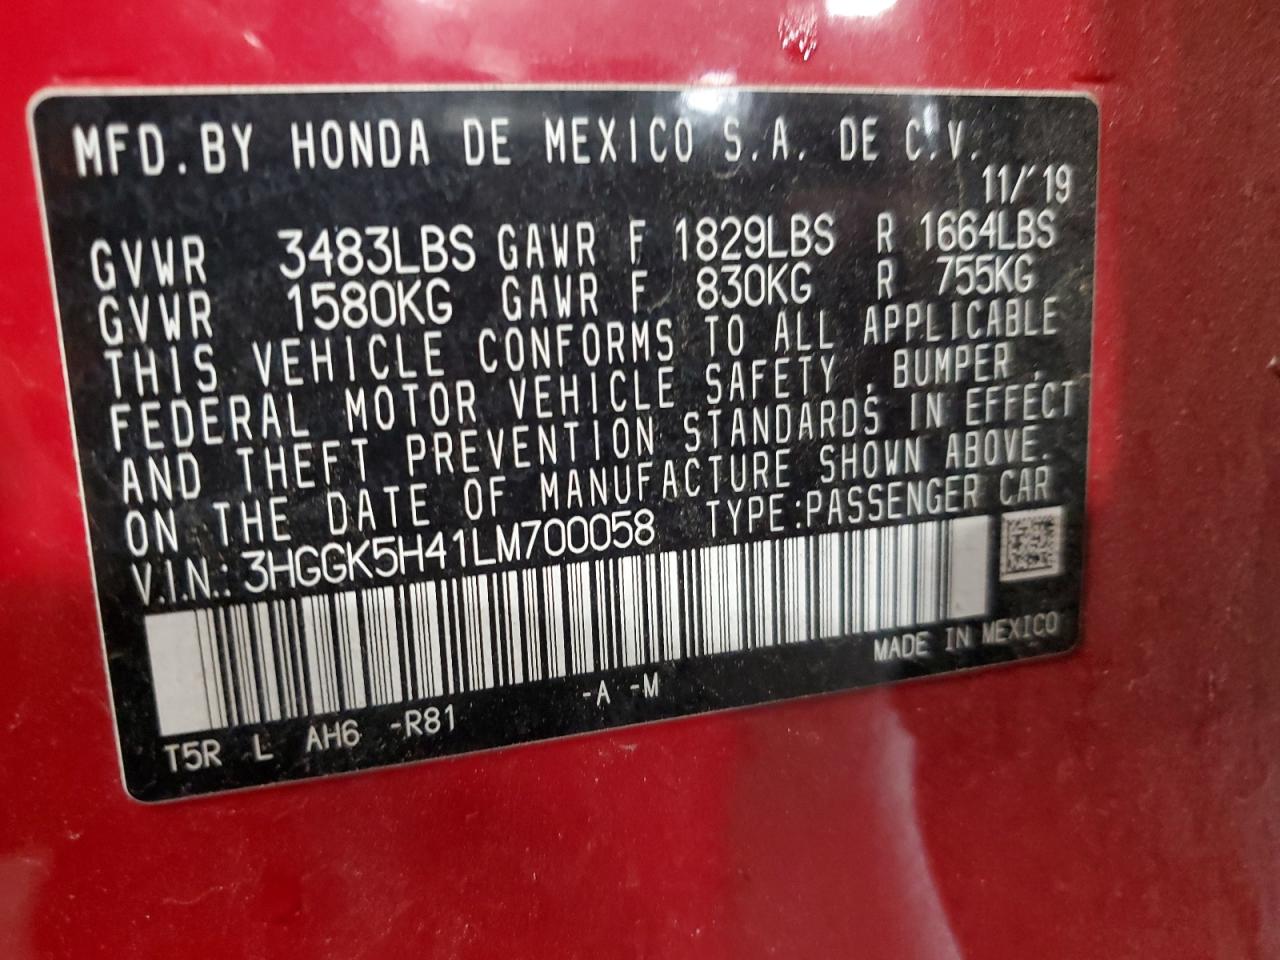 MFD. BY HONDA DE MEXICO S.A. DE C.V.
11/'19
GVWR 3483LBS GAWR F 1829LBS R 1664LBS
GVWR 1580KG GAWR F 830KG R 755KG
THIS VEHICLE CONFORMS TO ALL APPLICABLE
FEDERAL MOTOR VEHICLE SAFETY , BUMPER ,
AND THEFT PREVENTION STANDARDS IN EFFECT
ON THE DATE OF MANUFACTURE SHOWN ABOVE.
V.I.N.: 3HGGK5H41LM700058 TYPE:PASSENGER CAR
MADE IN MEXICO
T5R L AH6 -R81 -A -M